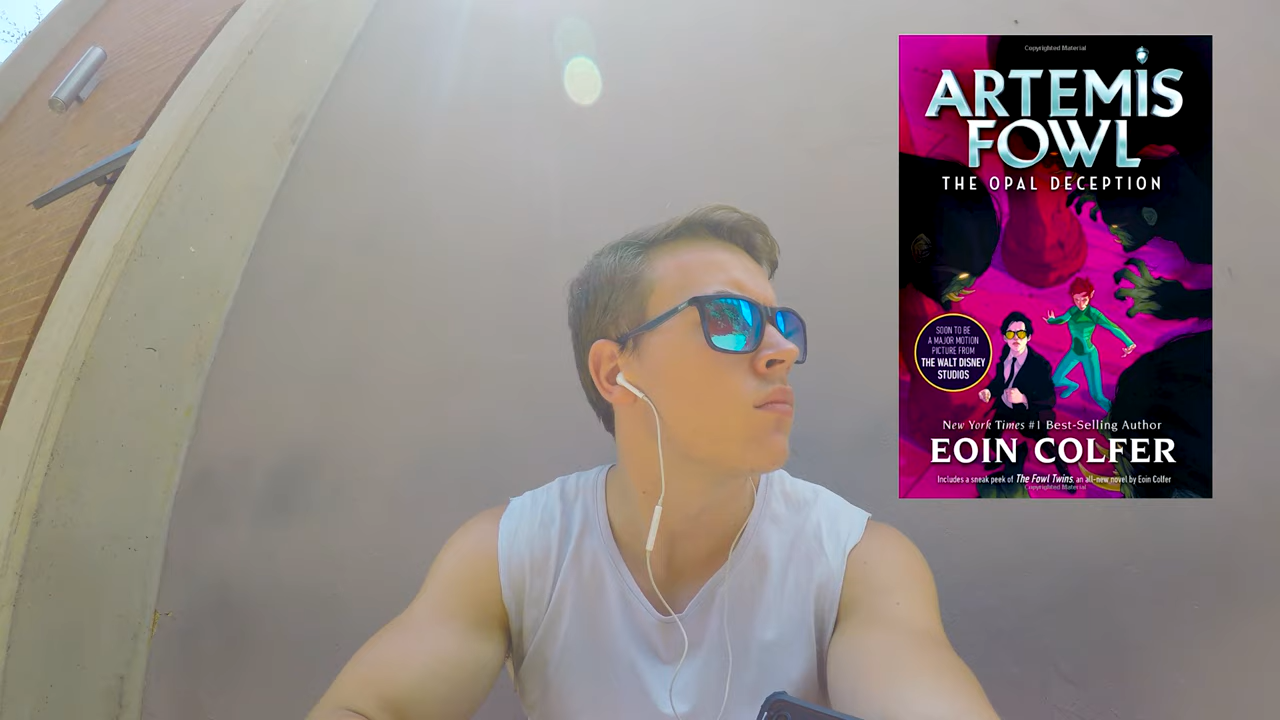 Copyrighted Material
ARTEMIS
FOWL
THE OPAL DECEPTION
SOON TO BE
A MAJOR MOTION
PICTURE FROM
THE WALT DISNEY
STUDIOS
New York Times #1 Best-Selling Author
EOIN COLFER
Includes a sneak peek of The Fowl Twins, an all-new novel by Eoin Colfer
Copyrighted Material